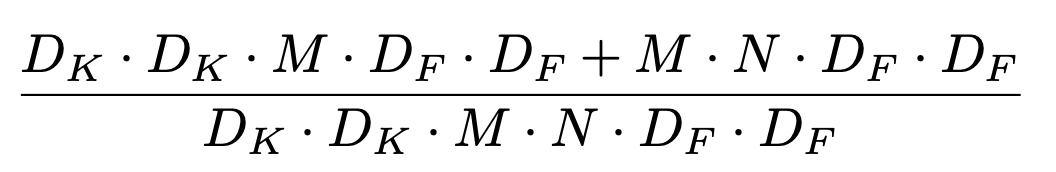 D_K · D_K · M · D_F · D_F + M · N · D_F · D_F
D_K · D_K · M · N · D_F · D_F